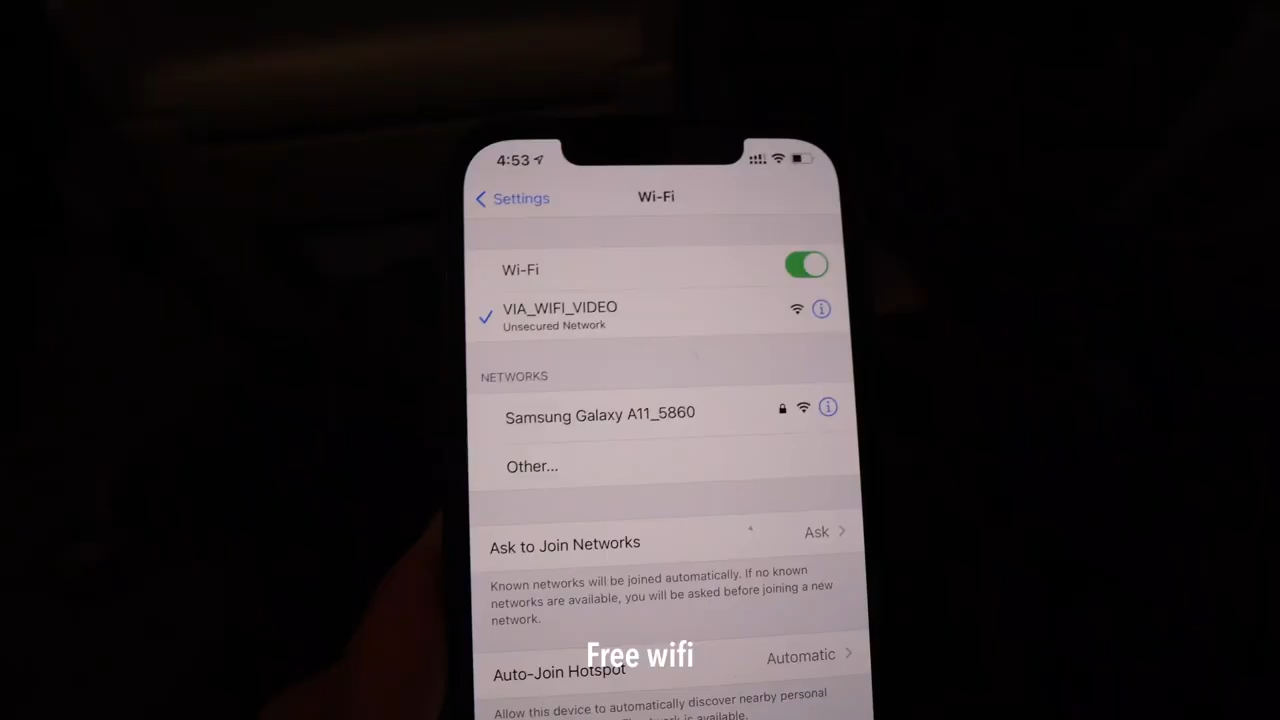 4:53
Settings
Wi-Fi
Wi-Fi
VIA_WIFI_VIDEO
Unsecured Network
NETWORKS
Samsung Galaxy A11_5860
Other...
Ask to Join Networks
Ask
Known networks will be joined automatically. If no known
networks are available, you will be asked before joining a new
network.
Free wifi
Auto-Join Hotspot
Automatic
Allow this device to automatically discover nearby personal
is available.